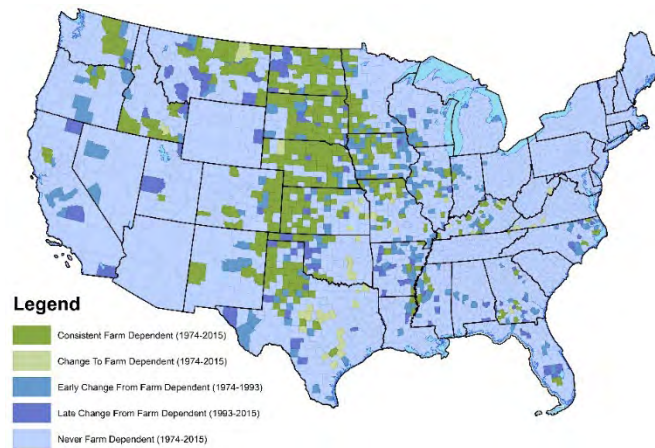 Legend
Consistent Farm Dependent (1974-2015)
Change To Farm Dependent (1974-2015)
Early Change From Farm Dependent (1974-1993)
Late Change From Farm Dependent (1993-2015)
Never Farm Dependent (1974-2015)